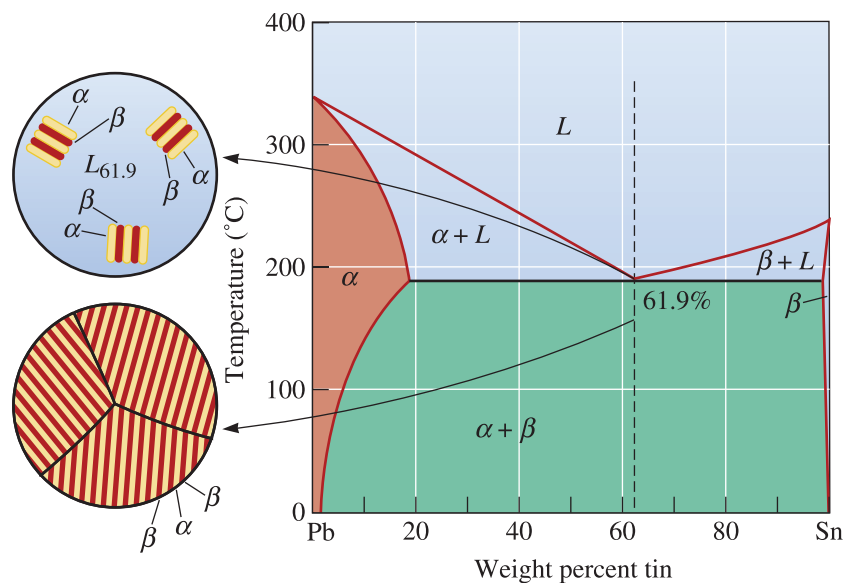 α
β
L61.9
β
α
β
α
β
α
β
Temperature (°C)
400
300
200
100
0
L
α + L
α
β + L
61.9%
β
α + β
Pb
20
40
60
80
Sn
Weight percent tin